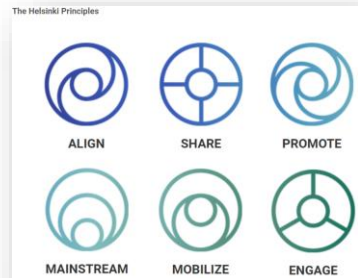 The Helsinki Principles
ALIGN SHARE PROMOTE
MAINSTREAM MOBILIZE ENGAGE